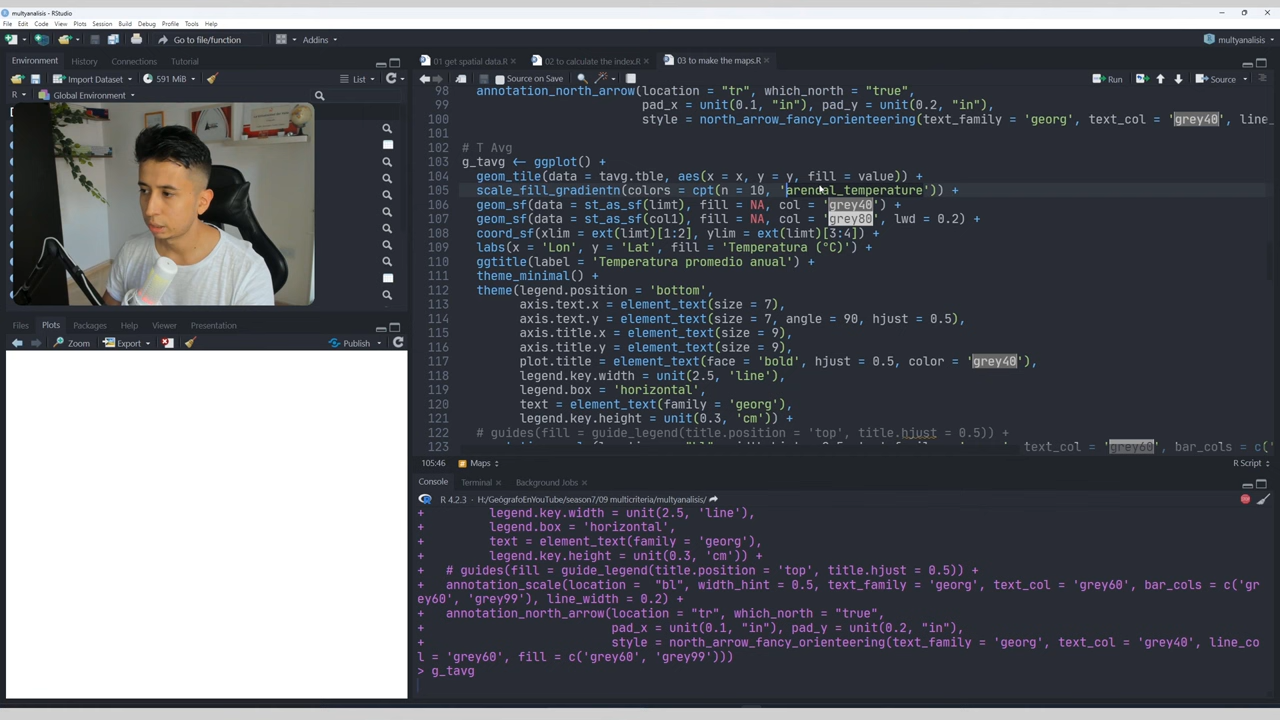 multyanalisis - RStudio
File Edit Code View Plots Session Build Debug Profile Tools Help
Go to file/function Addins multyanalisis
Environment History Connections Tutorial
Import Dataset 591 MiB List
R Global Environment
Files Plots Packages Help Viewer Presentation
Zoom Export Publish
01 get spatial data.R 02 to calculate the index.R 03 to make the maps.R
Source on Save Run Source
98 annotation_north_arrow(location = "tr", which_north = "true",
99 pad_x = unit(0.1, "in"), pad_y = unit(0.2, "in"),
100 style = north_arrow_fancy_orienteering(text_family = 'georg', text_col = 'grey40', line_
101
102 # T Avg
103 g_tavg <- ggplot() +
104 geom_tile(data = tavg.tble, aes(x = x, y = y, fill = value)) +
105 scale_fill_gradientn(colors = cpt(n = 10, 'arendal_temperature')) +
106 geom_sf(data = st_as_sf(limt), fill = NA, col = 'grey40') +
107 geom_sf(data = st_as_sf(col1), fill = NA, col = 'grey80', lwd = 0.2) +
108 coord_sf(xlim = ext(limt)[1:2], ylim = ext(limt)[3:4]) +
109 labs(x = 'Lon', y = 'Lat', fill = 'Temperatura (°C)') +
110 ggtitle(label = 'Temperatura promedio anual') +
111 theme_minimal() +
112 theme(legend.position = 'bottom',
113 axis.text.x = element_text(size = 7),
114 axis.text.y = element_text(size = 7, angle = 90, hjust = 0.5),
115 axis.title.x = element_text(size = 9),
116 axis.title.y = element_text(size = 9),
117 plot.title = element_text(face = 'bold', hjust = 0.5, color = 'grey40'),
118 legend.key.width = unit(2.5, 'line'),
119 legend.box = 'horizontal',
120 text = element_text(family = 'georg'),
121 legend.key.height = unit(0.3, 'cm')) +
122 # guides(fill = guide_legend(title.position = 'top', title.hjust = 0.5)) +
123 text_col = 'grey60', bar_cols = c('
105:46 Maps R Script
Console Terminal Background Jobs
R 4.2.3 · H:/GeógrafoEnYouTube/season7/09 multicriteria/multyanalisis/
+ legend.key.width = unit(2.5, 'line'),
+ legend.box = 'horizontal',
+ text = element_text(family = 'georg'),
+ legend.key.height = unit(0.3, 'cm')) +
+ # guides(fill = guide_legend(title.position = 'top', title.hjust = 0.5)) +
+ annotation_scale(location = "bl", width_hint = 0.5, text_family = 'georg', text_col = 'grey60', bar_cols = c('gr
ey60', 'grey99'), line_width = 0.2) +
+ annotation_north_arrow(location = "tr", which_north = "true",
+ pad_x = unit(0.1, "in"), pad_y = unit(0.2, "in"),
+ style = north_arrow_fancy_orienteering(text_family = 'georg', text_col = 'grey40', line_co
l = 'grey60', fill = c('grey60', 'grey99')))
> g_tavg